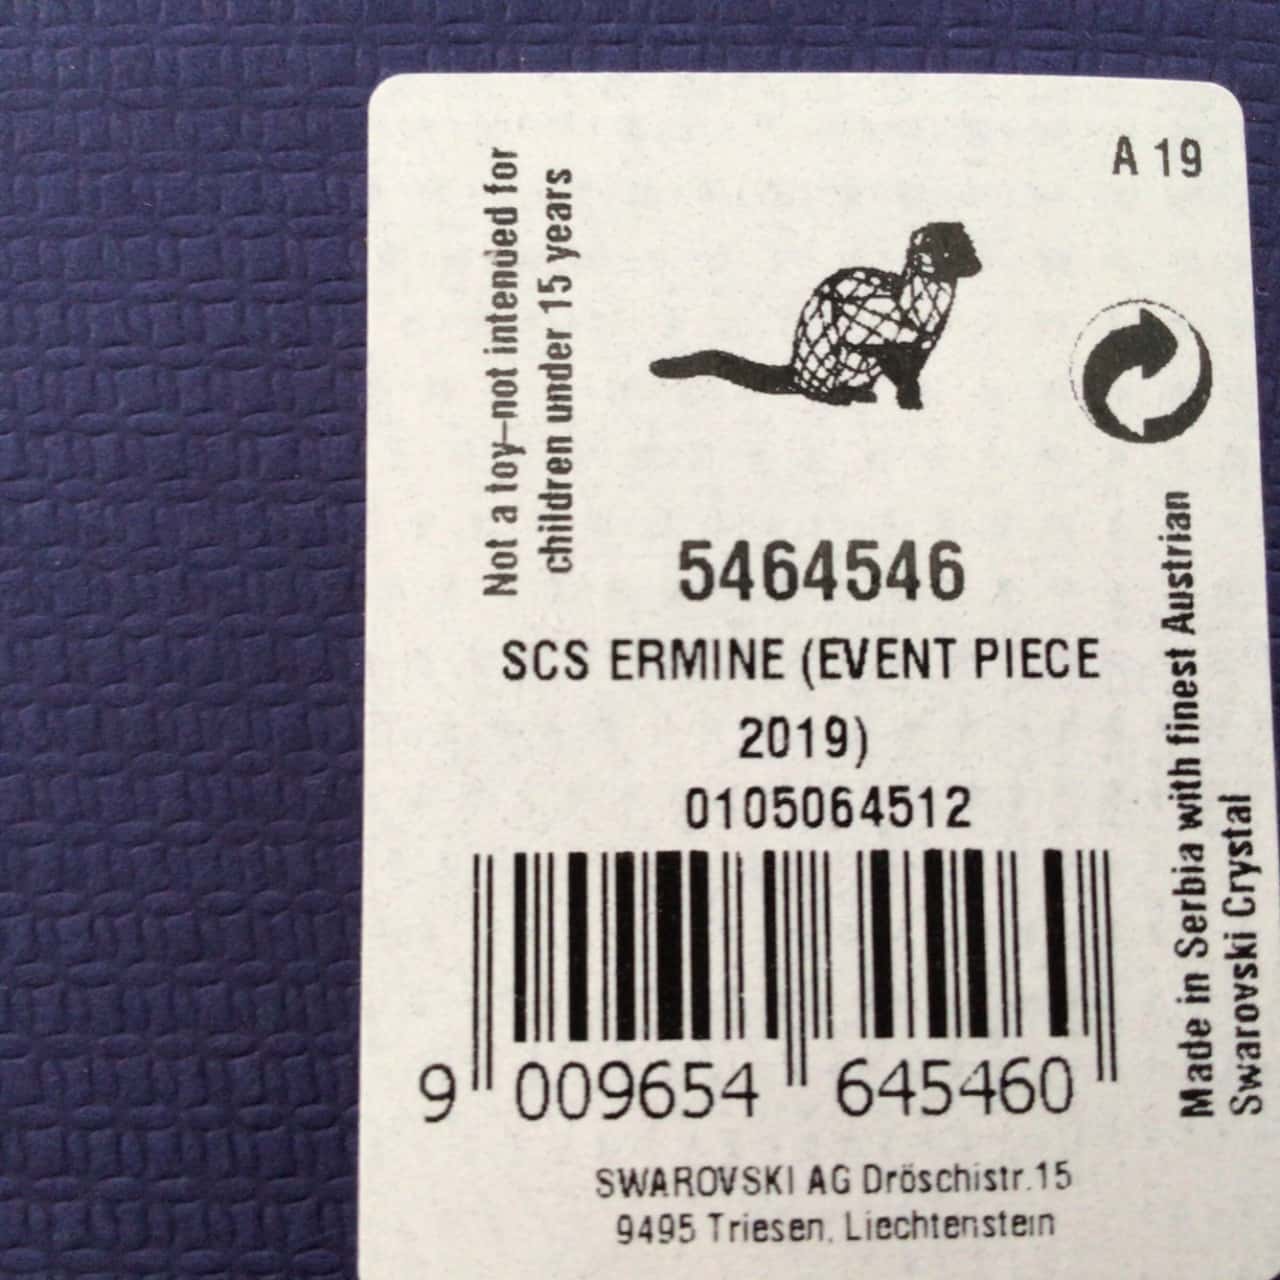 A 19
Not a toy–not intended for
children under 15 years
5464546
SCS ERMINE (EVENT PIECE
2019)
0105064512
9 009654 645460
Made in Serbia with finest Austrian
Swarovski Crystal
SWAROVSKI AG Dröschistr.15
9495 Triesen, Liechtenstein